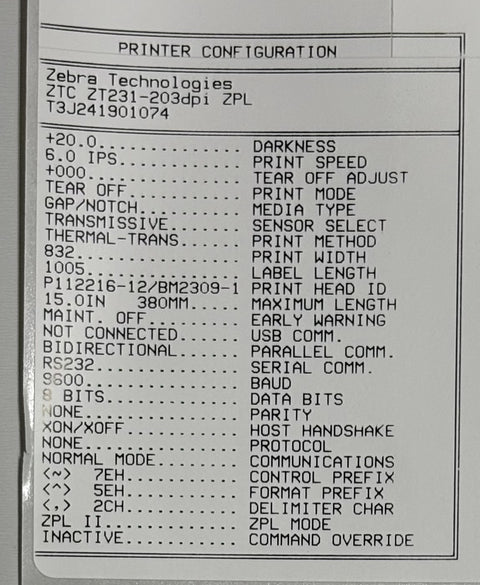 PRINTER CONFIGURATION
Zebra Technologies
ZTC ZT231-203dpi ZPL
T3J241901074
+20.0............... DARKNESS
6.0 IPS............. PRINT SPEED
+000................ TEAR OFF ADJUST
TEAR OFF............ PRINT MODE
GAP/NOTCH........... MEDIA TYPE
TRANSMISSIVE........ SENSOR SELECT
THERMAL-TRANS....... PRINT METHOD
832................. PRINT WIDTH
1005................ LABEL LENGTH
P112216-12/BM2309-1 PRINT HEAD ID
15.0IN 380MM..... MAXIMUM LENGTH
MAINT. OFF.......... EARLY WARNING
NOT CONNECTED....... USB COMM.
BIDIRECTIONAL....... PARALLEL COMM.
RS232............... SERIAL COMM.
9600................ BAUD
8 BITS.............. DATA BITS
NONE................ PARITY
XON/XOFF............ HOST HANDSHAKE
NONE................ PROTOCOL
NORMAL MODE......... COMMUNICATIONS
<~> 7EH............ CONTROL PREFIX
<^> 5EH............ FORMAT PREFIX
<,> 2CH............ DELIMITER CHAR
ZPL II.............. ZPL MODE
INACTIVE............ COMMAND OVERRIDE